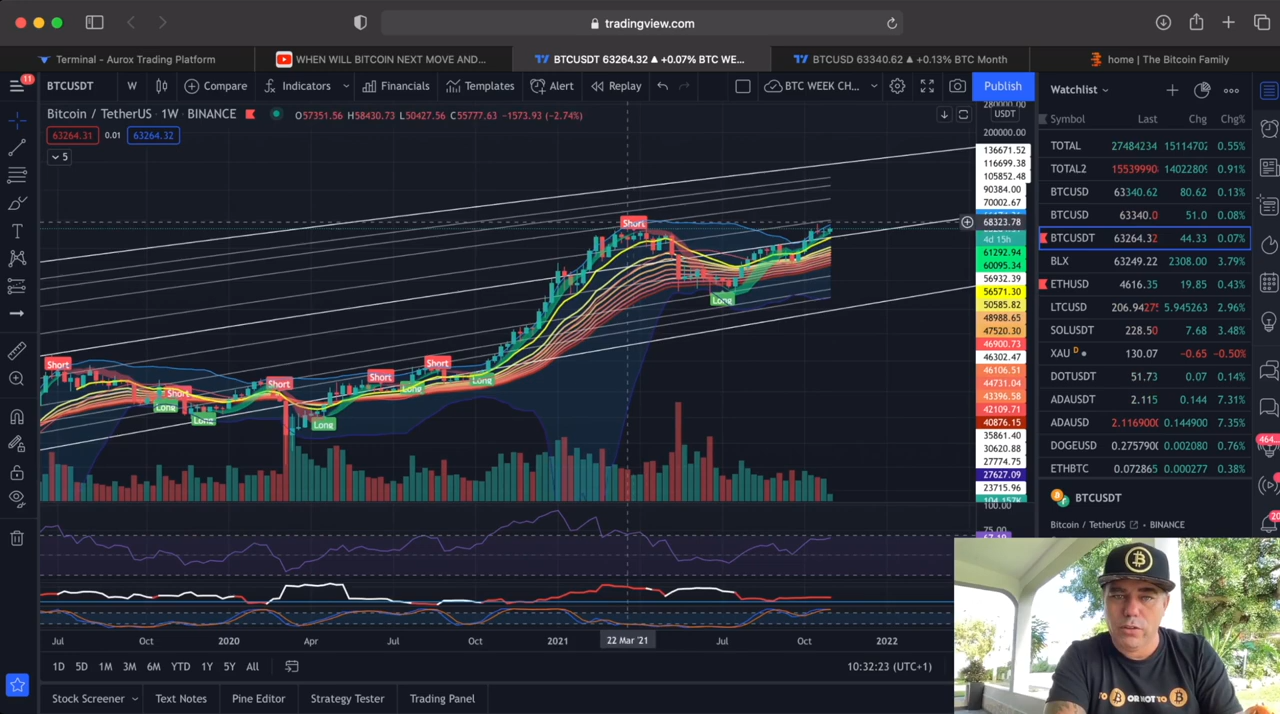 tradingview.com
Terminal - Aurox Trading Platform
WHEN WILL BITCOIN NEXT MOVE AND...
BTCUSDT 63264.32 ▲ +0.07% BTC WE...
BTCUSD 63340.62 ▲ +0.13% BTC Month
home | The Bitcoin Family
11
BTCUSDT
W
Compare
Indicators
Financials
Templates
Alert
Replay
BTC WEEK CH...
Publish
Watchlist
Bitcoin / TetherUS · 1W · BINANCE
O57351.56 H58430.73 L50427.56 C55777.63 -1573.93 (-2.74%)
63264.31
0.01
63264.32
5
USDT
200000.00
136671.52
116699.38
105852.48
90384.00
70002.67
68323.78
4d 15h
61292.94
60095.34
56932.39
56571.30
50585.82
48988.65
47520.30
46900.73
46302.47
46106.51
44731.04
43396.58
42109.71
40876.15
35861.40
30620.88
27774.75
27627.09
23715.96
100.00
75.00
Short
Short
Short
Short
Short
Short
Long
Long
Long
Long
Long
Long
Symbol Last Chg Chg%
TOTAL 27484234 15114702 0.55%
TOTAL2 1553990 1402280 0.91%
BTCUSD 63340.62 80.62 0.13%
BTCUSD 63340.0 51.0 0.08%
BTCUSDT 63264.32 44.33 0.07%
BLX 63249.22 2308.00 3.79%
ETHUSD 4616.35 19.85 0.43%
LTCUSD 206.94275 5.945263 2.96%
SOLUSDT 228.50 7.68 3.48%
XAU D 130.07 -0.65 -0.50%
DOTUSDT 51.73 0.07 0.14%
ADAUSDT 2.115 0.144 7.31%
ADAUSD 2.116900 0.144900 7.35%
DOGEUSD 0.275790 0.002080 0.76%
ETHBTC 0.072865 0.000277 0.38%
464
BTCUSDT
Bitcoin / TetherUS · BINANCE
20
Jul Oct 2020 Apr Jul Oct 2021 22 Mar '21 Jul Oct 2022
1D 5D 1M 3M 6M YTD 1Y 5Y All
10:32:23 (UTC+1)
Stock Screener
Text Notes
Pine Editor
Strategy Tester
Trading Panel
OR NOT TO